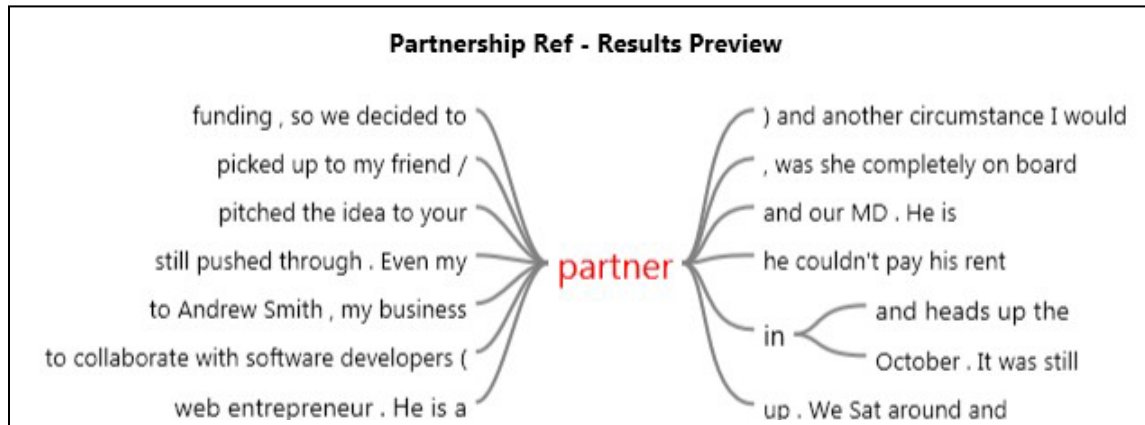 Partnership Ref - Results Preview
funding , so we decided to
picked up to my friend /
pitched the idea to your
still pushed through . Even my
to Andrew Smith , my business
to collaborate with software developers (
web entrepreneur . He is a
partner
) and another circumstance I would
, was she completely on board
and our MD . He is
he couldn't pay his rent
in
and heads up the
October . It was still
up . We Sat around and